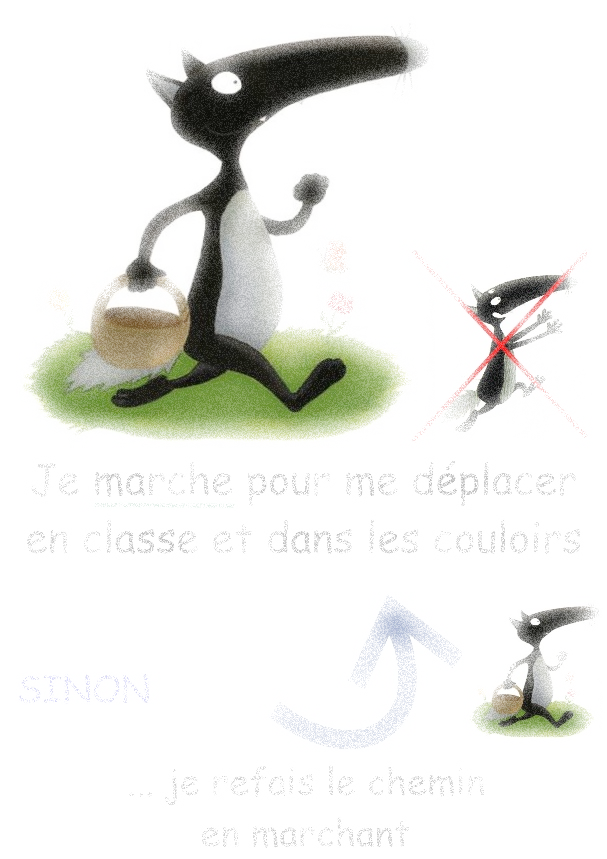 Je marche pour me déplacer
en classe et dans les couloirs
SINON
... je refais le chemin
en marchant